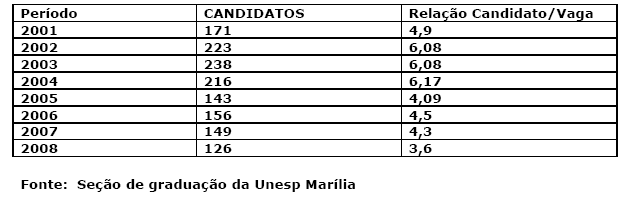 Período CANDIDATOS Relação Candidato/Vaga
2001 171 4,9
2002 223 6,08
2003 238 6,08
2004 216 6,17
2005 143 4,09
2006 156 4,5
2007 149 4,3
2008 126 3,6
Fonte: Seção de graduação da Unesp Marília